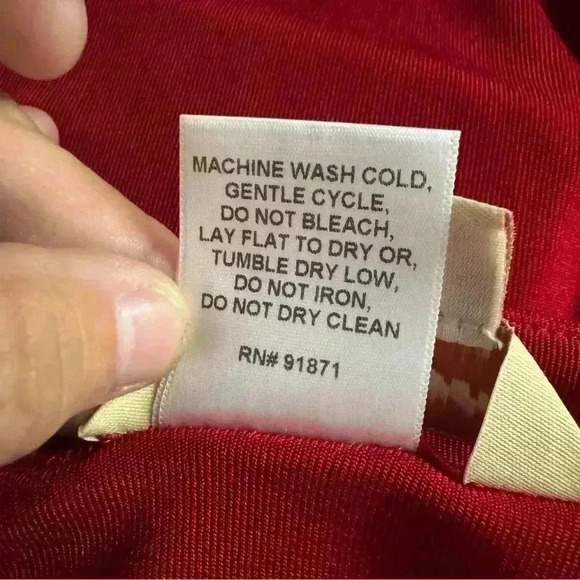 MACHINE WASH COLD,
GENTLE CYCLE,
DO NOT BLEACH,
LAY FLAT TO DRY OR,
TUMBLE DRY LOW,
DO NOT IRON,
DO NOT DRY CLEAN
RN# 91871